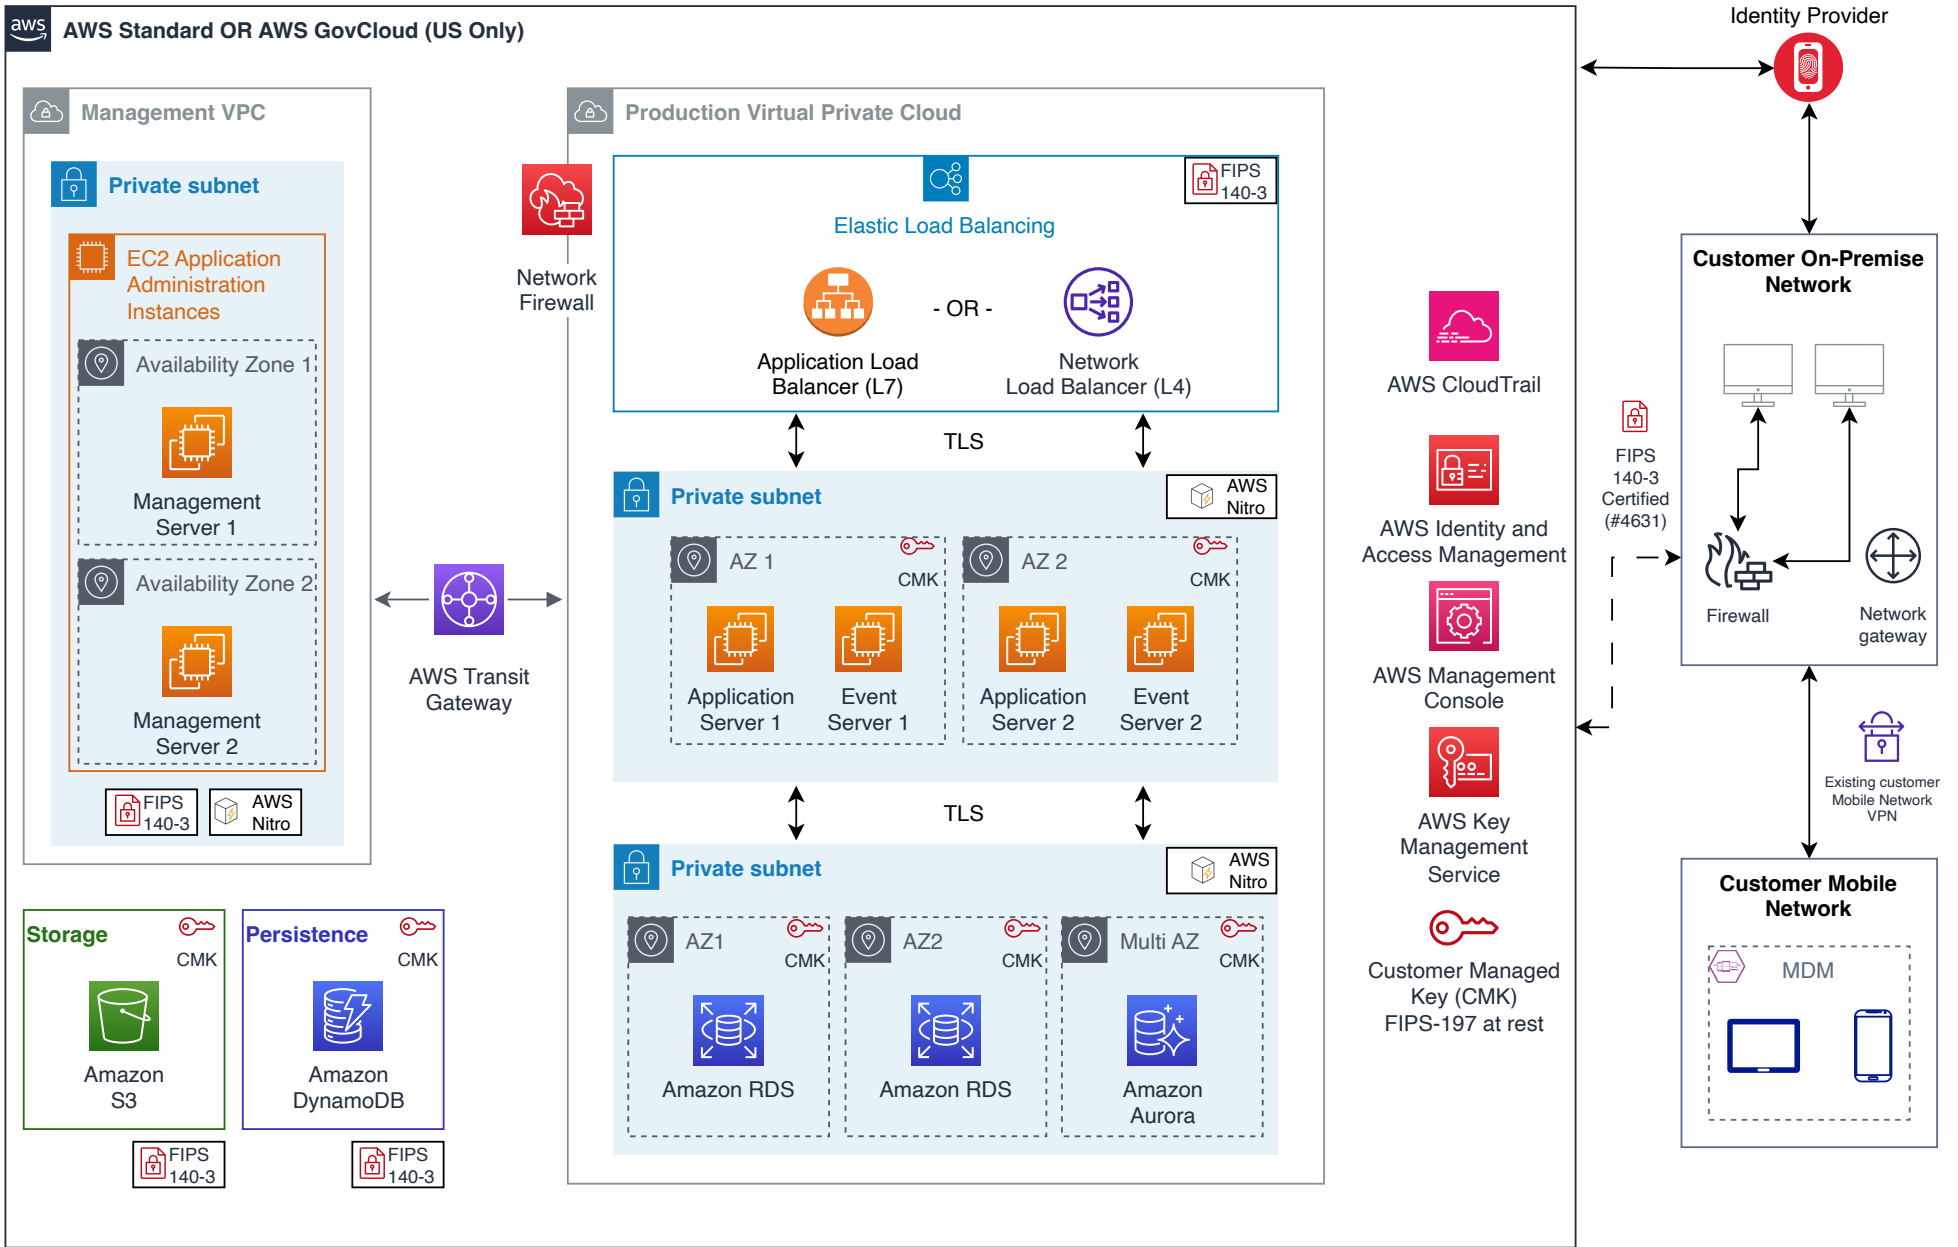 aws
AWS Standard OR AWS GovCloud (US Only)
Management VPC
Private subnet
EC2 Application
Administration
Instances
Availability Zone 1
Management
Server 1
Availability Zone 2
Management
Server 2
FIPS
140-3
AWS
Nitro
Storage
CMK
Amazon
S3
FIPS
140-3
Persistence
CMK
Amazon
DynamoDB
FIPS
140-3
AWS Transit
Gateway
Network
Firewall
Production Virtual Private Cloud
FIPS
140-3
Elastic Load Balancing
Application Load
Balancer (L7)
- OR -
Network
Load Balancer (L4)
TLS
Private subnet
AWS
Nitro
AZ 1
CMK
Application
Server 1
Event
Server 1
AZ 2
CMK
Application
Server 2
Event
Server 2
TLS
Private subnet
AWS
Nitro
AZ1
CMK
Amazon RDS
AZ2
CMK
Amazon RDS
Multi AZ
CMK
Amazon
Aurora
AWS CloudTrail
AWS Identity and
Access Management
AWS Management
Console
AWS Key
Management
Service
Customer Managed
Key (CMK)
FIPS-197 at rest
FIPS
140-3
Certified
(#4631)
Identity Provider
Customer On-Premise
Network
Firewall
Network
gateway
Existing customer
Mobile Network
VPN
Customer Mobile
Network
MDM